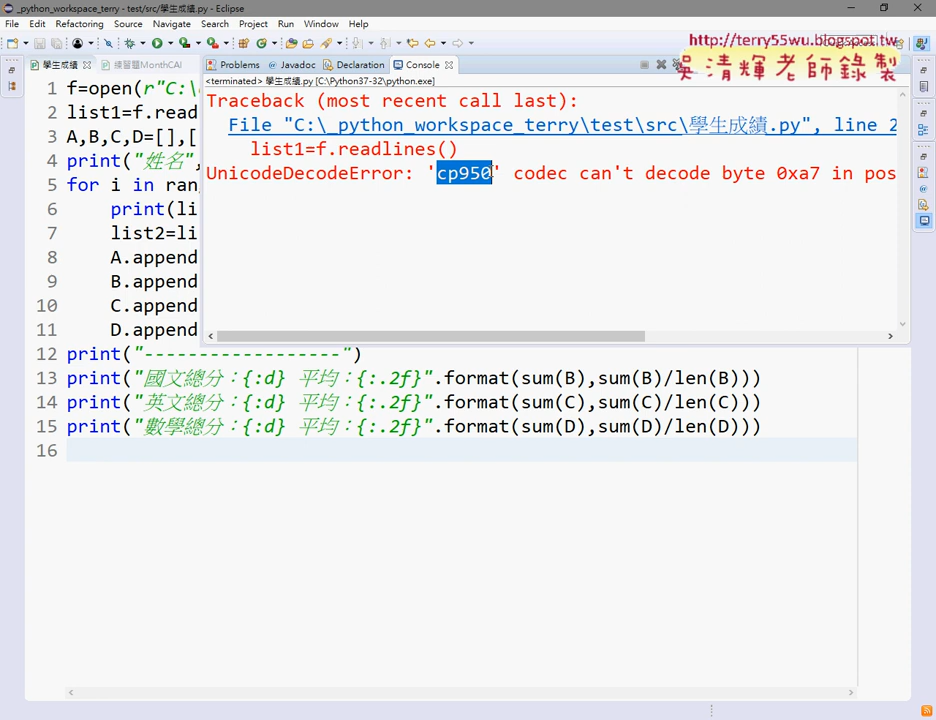 _python_workspace_terry - test/src/學生成績.py - Eclipse
File Edit Refactoring Source Navigate Search Project Run Window Help
http://terry55wu.blogspot.tw
吳清輝老師錄製
學生成績 練習題MonthCAl
Problems Javadoc Declaration Console
<terminated> 學生成績.py [C:\Python37-32\python.exe]
Traceback (most recent call last):
File "C:\_python_workspace_terry\test\src\學生成績.py", line 2
list1=f.readlines()
UnicodeDecodeError: 'cp950' codec can't decode byte 0xa7 in pos
1 f=open(r"C:\
2 list1=f.read
3 A,B,C,D=[],[
4 print("姓名",
5 for i in ran
6 print(li
7 list2=li
8 A.append
9 B.append
10 C.append
11 D.append
12 print("------------------")
13 print("國文總分：{:d} 平均：{:.2f}".format(sum(B),sum(B)/len(B)))
14 print("英文總分：{:d} 平均：{:.2f}".format(sum(C),sum(C)/len(C)))
15 print("數學總分：{:d} 平均：{:.2f}".format(sum(D),sum(D)/len(D)))
16